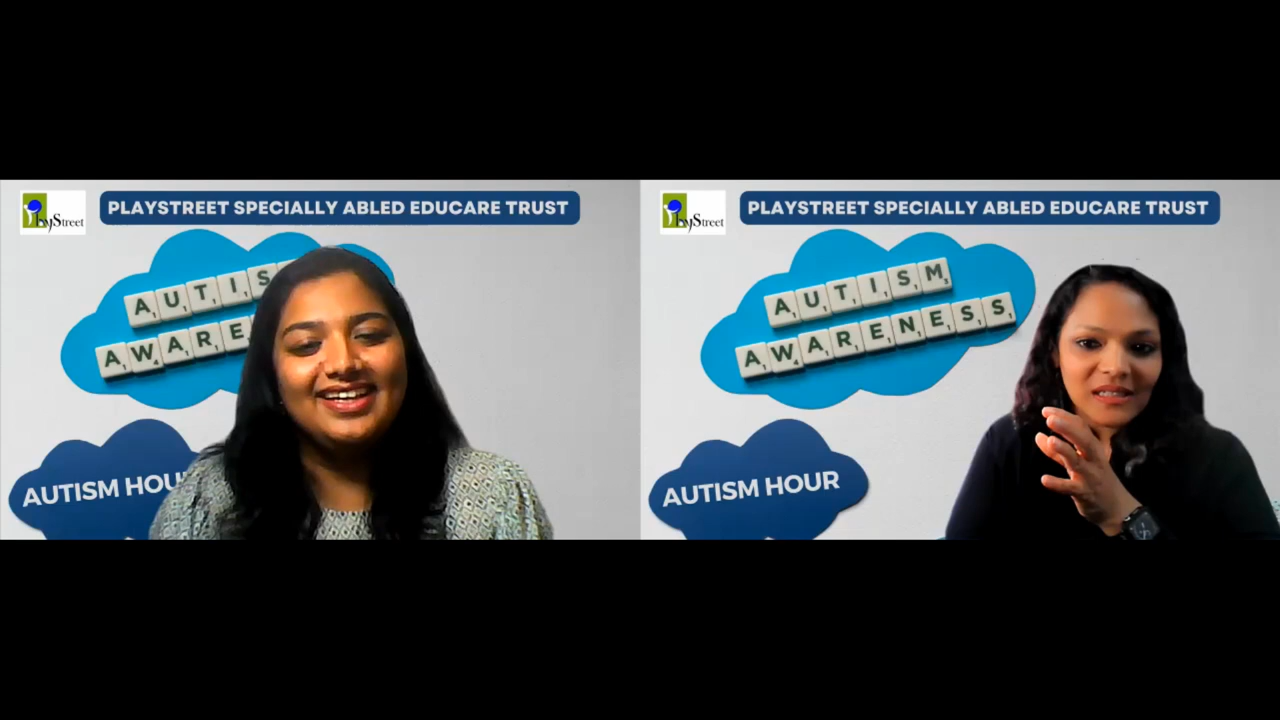 PlayStreet
PLAYSTREET SPECIALLY ABLED EDUCARE TRUST
AUTIS
AWARE
AUTISM HOU
PlayStreet
PLAYSTREET SPECIALLY ABLED EDUCARE TRUST
AUTISM
AWARENESS
AUTISM HOUR